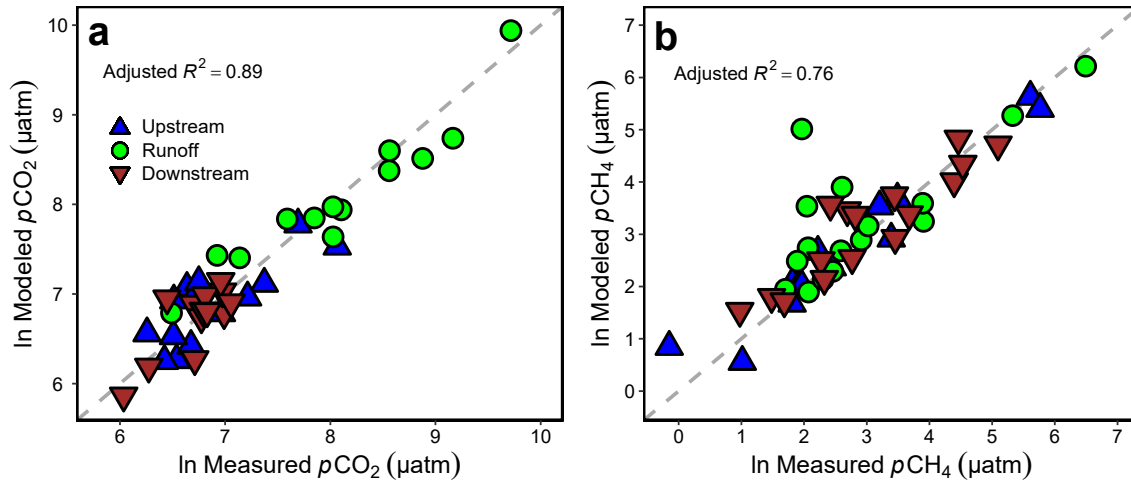 a
Adjusted R² = 0.89
Upstream
Runoff
Downstream
10
9
8
7
6
ln Modeled pCO₂ (µatm)
6 7 8 9 10
ln Measured pCO₂ (µatm)
b
Adjusted R² = 0.76
7
6
5
4
3
2
1
0
ln Modeled pCH₄ (µatm)
0 1 2 3 4 5 6 7
ln Measured pCH₄ (µatm)